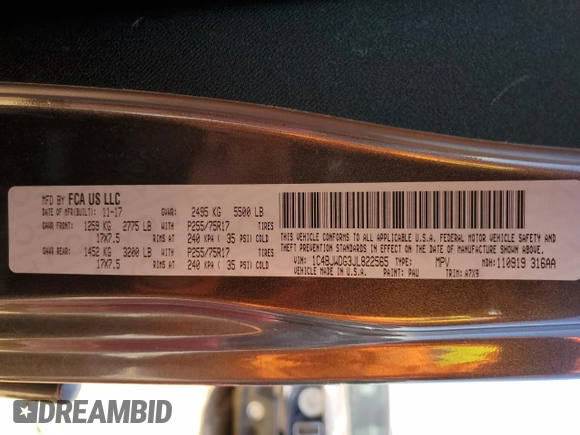 MFD BY FCA US LLC
DATE OF MFR(BUILT): 11-17 GVWR: 2495 KG 5500 LB
GAWR FRONT: 1259 KG 2775 LB WITH P255/75R17 TIRES
17X7.5 RIMS AT 240 KPA ( 35 PSI) COLD
GAWR REAR: 1452 KG 3200 LB WITH P255/75R17 TIRES
17X7.5 RIMS AT 240 KPA ( 35 PSI) COLD
THIS VEHICLE CONFORMS TO ALL APPLICABLE U.S.A. FEDERAL MOTOR VEHICLE SAFETY AND
THEFT PREVENTION STANDARDS IN EFFECT ON THE DATE OF MANUFACTURE SHOWN ABOVE.
VIN: 1C4BJWDG3JL822565 TYPE: MPV MDH: 110919 316AA
VEHICLE MADE IN U.S.A. PAINT: PAU TRIM: A7X9
DREAMBID